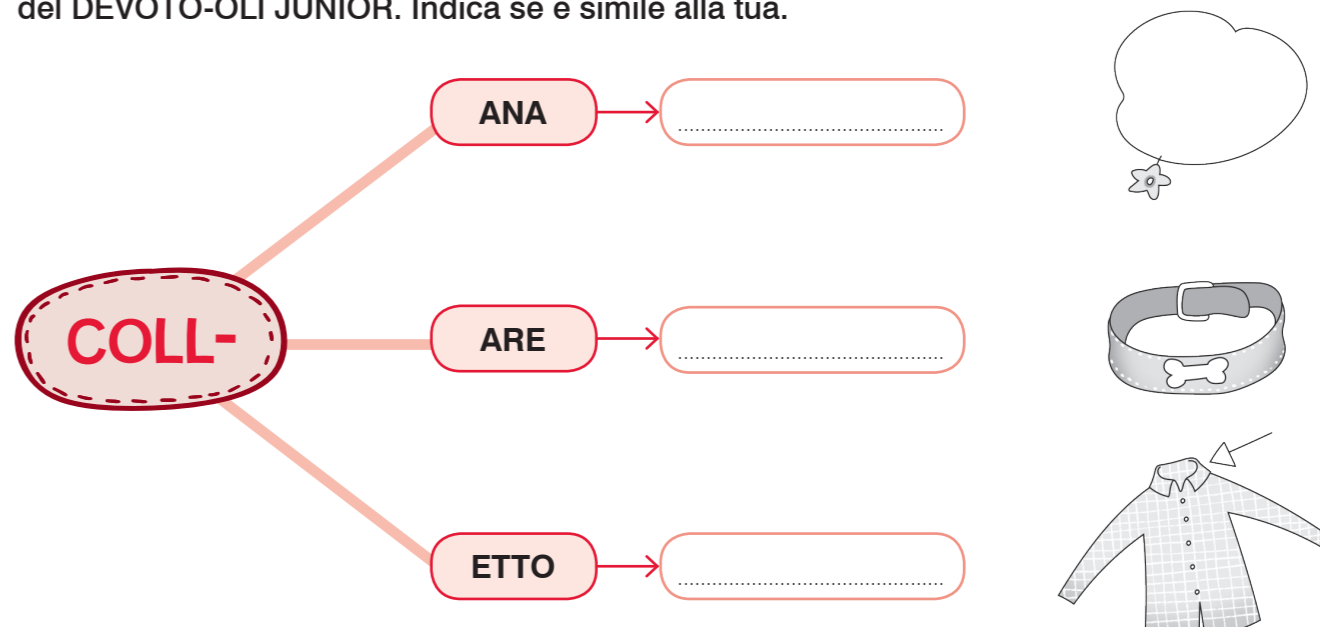 del DEVOTO-OLI JUNIOR. Indica se è simile alla tua.
ANA
COLL-
ARE
ETTO